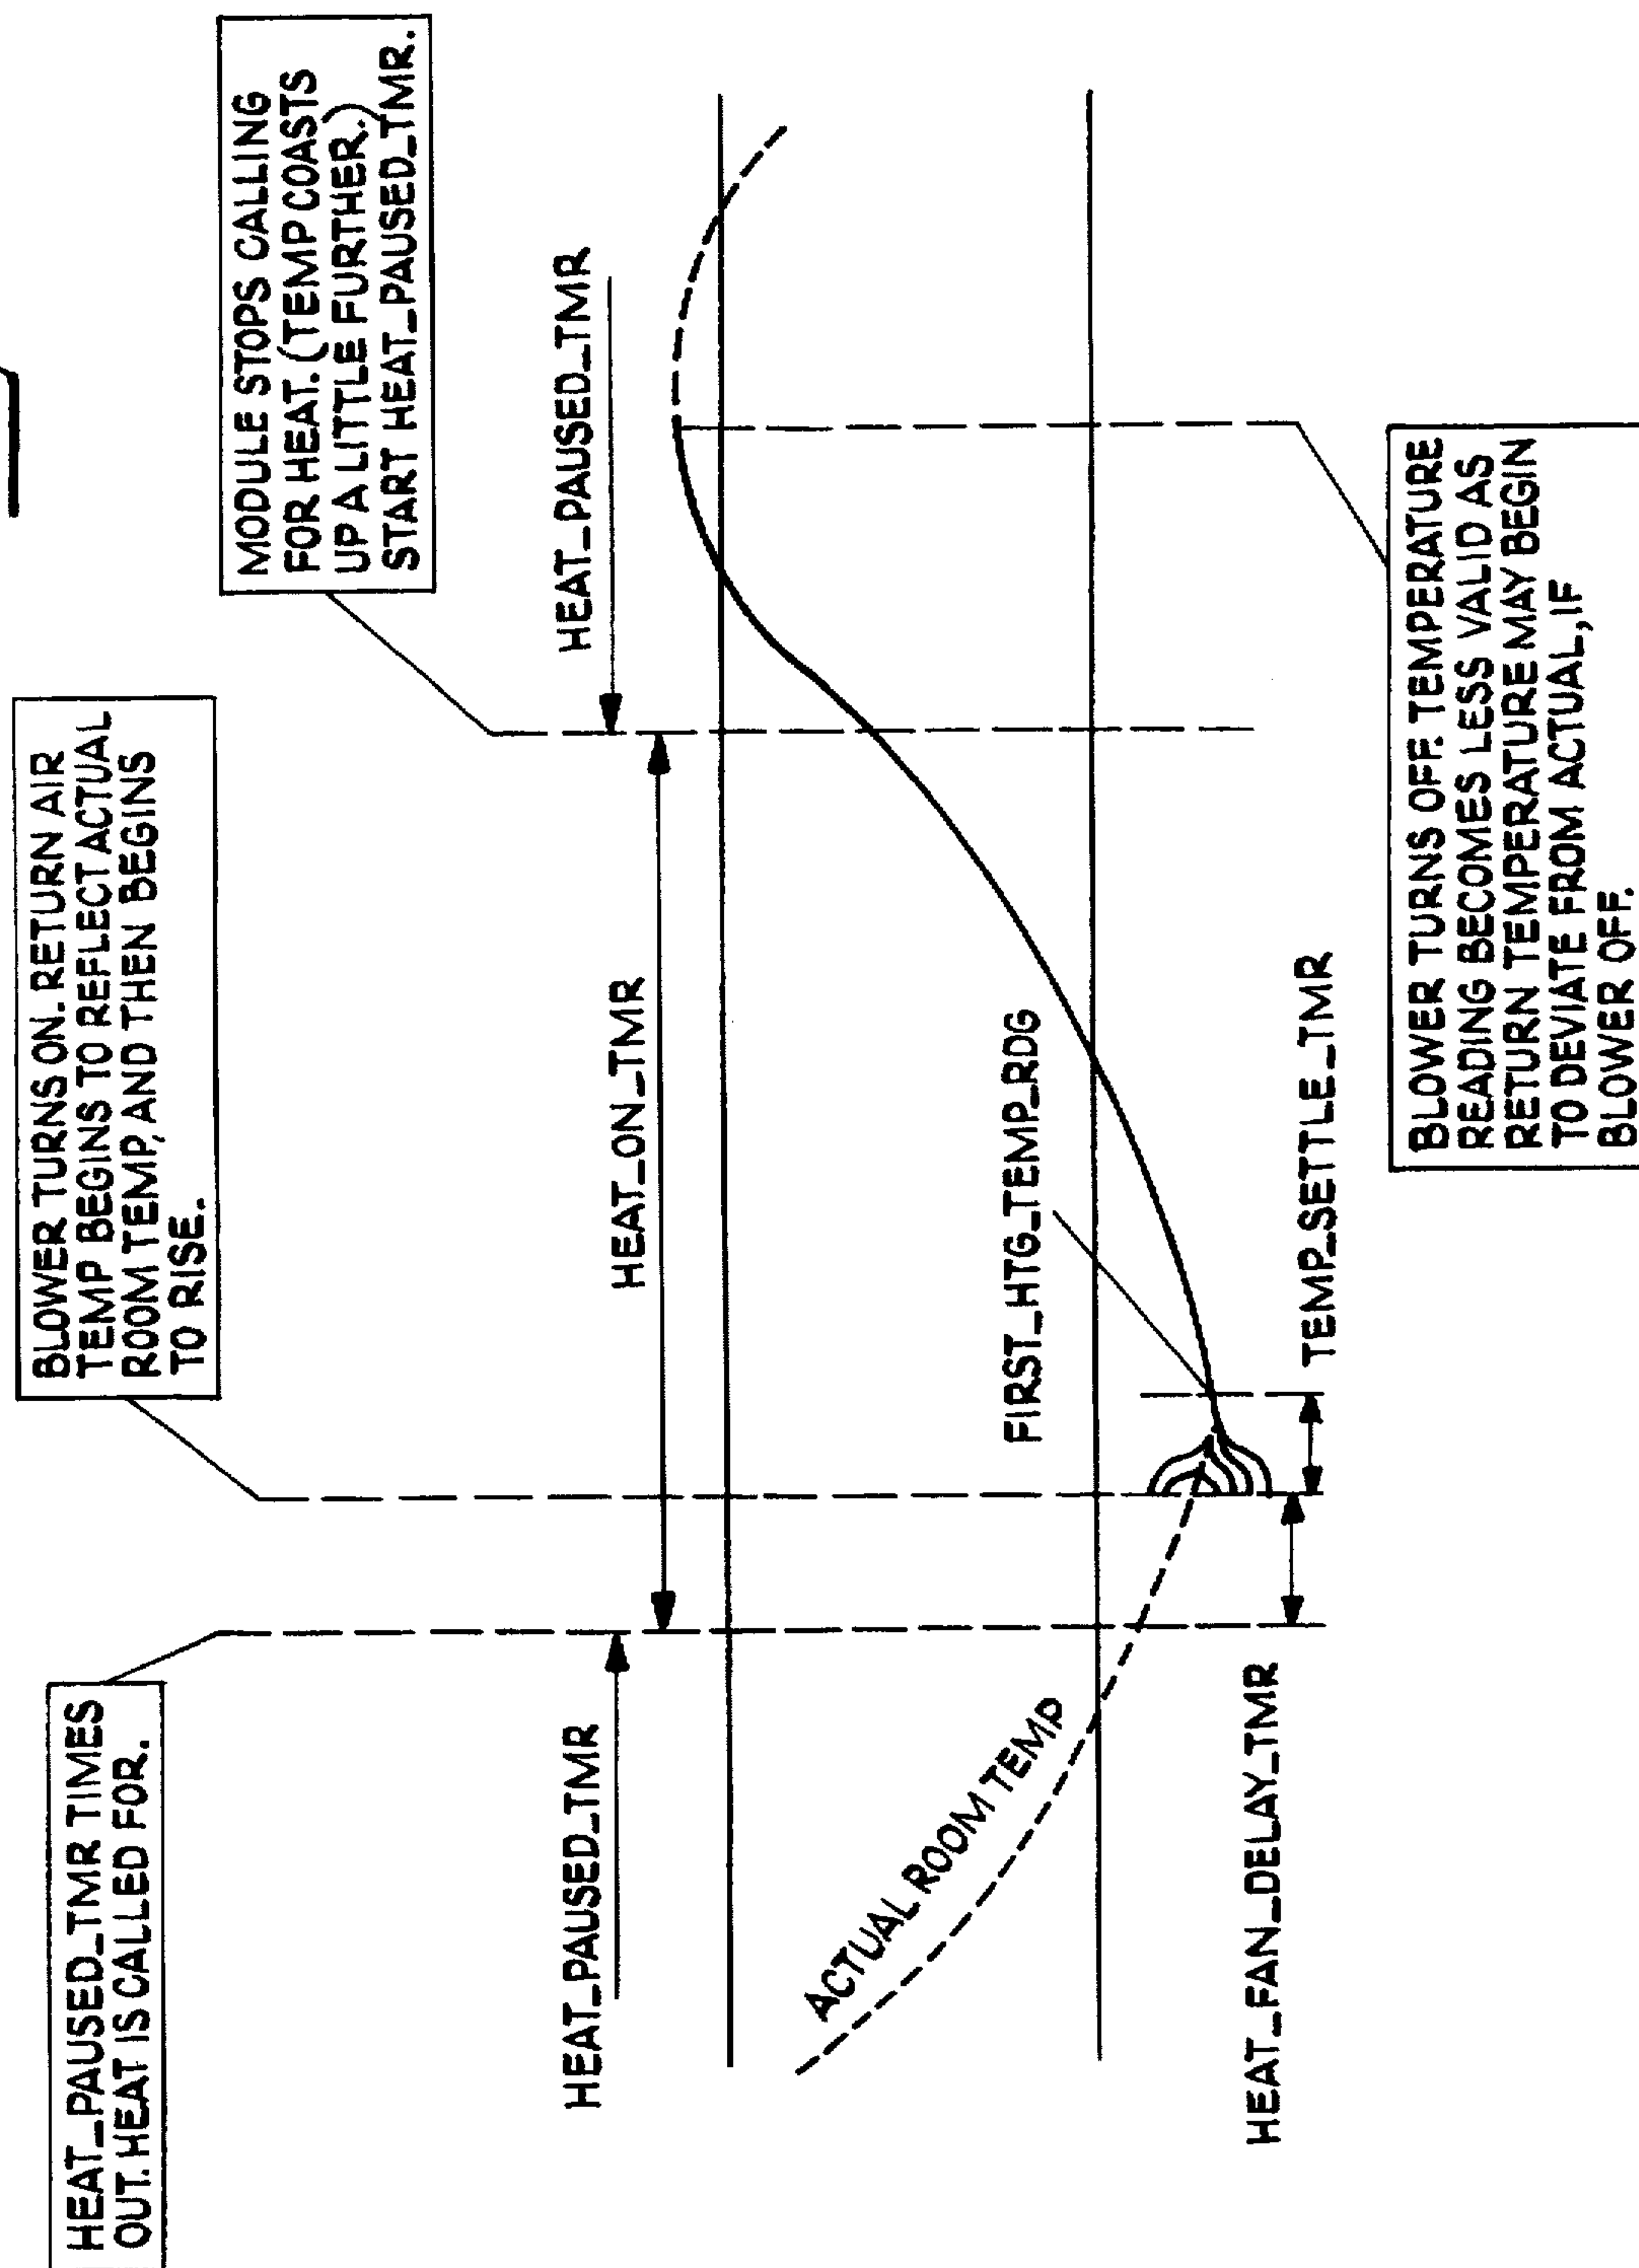 HEAT_PAUSED_TMR TIMES
OUT. HEAT IS CALLED FOR.
BLOWER TURNS ON. RETURN AIR
TEMP BEGINS TO REFLECT ACTUAL
ROOM TEMP, AND THEN BEGINS
TO RISE.
MODULE STOPS CALLING
FOR HEAT. (TEMP COASTS
UP A LITTLE FURTHER.)
START HEAT_PAUSED_TMR.
HEAT_PAUSED_TMR
HEAT_ON_TMR
HEAT_PAUSED_TMR
ACTUAL ROOM TEMP
FIRST_HTG_TEMP_RDG
HEAT_FAN_DELAY_TMR
TEMP_SETTLE_TMR
BLOWER TURNS OFF. TEMPERATURE
READING BECOMES LESS VALID AS
RETURN TEMPERATURE MAY BEGIN
TO DEVIATE FROM ACTUAL, IF
BLOWER OFF.